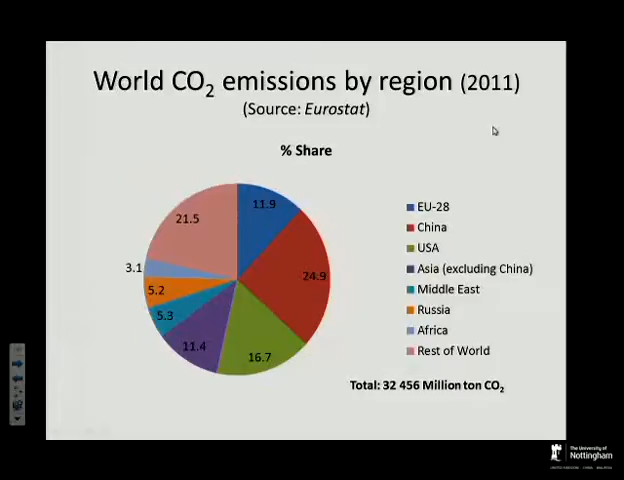 World CO₂ emissions by region (2011)
(Source: Eurostat)
% Share
11.9
24.9
16.7
11.4
5.3
5.2
3.1
21.5
EU-28
China
USA
Asia (excluding China)
Middle East
Russia
Africa
Rest of World
Total: 32 456 Million ton CO₂
The University of
Nottingham